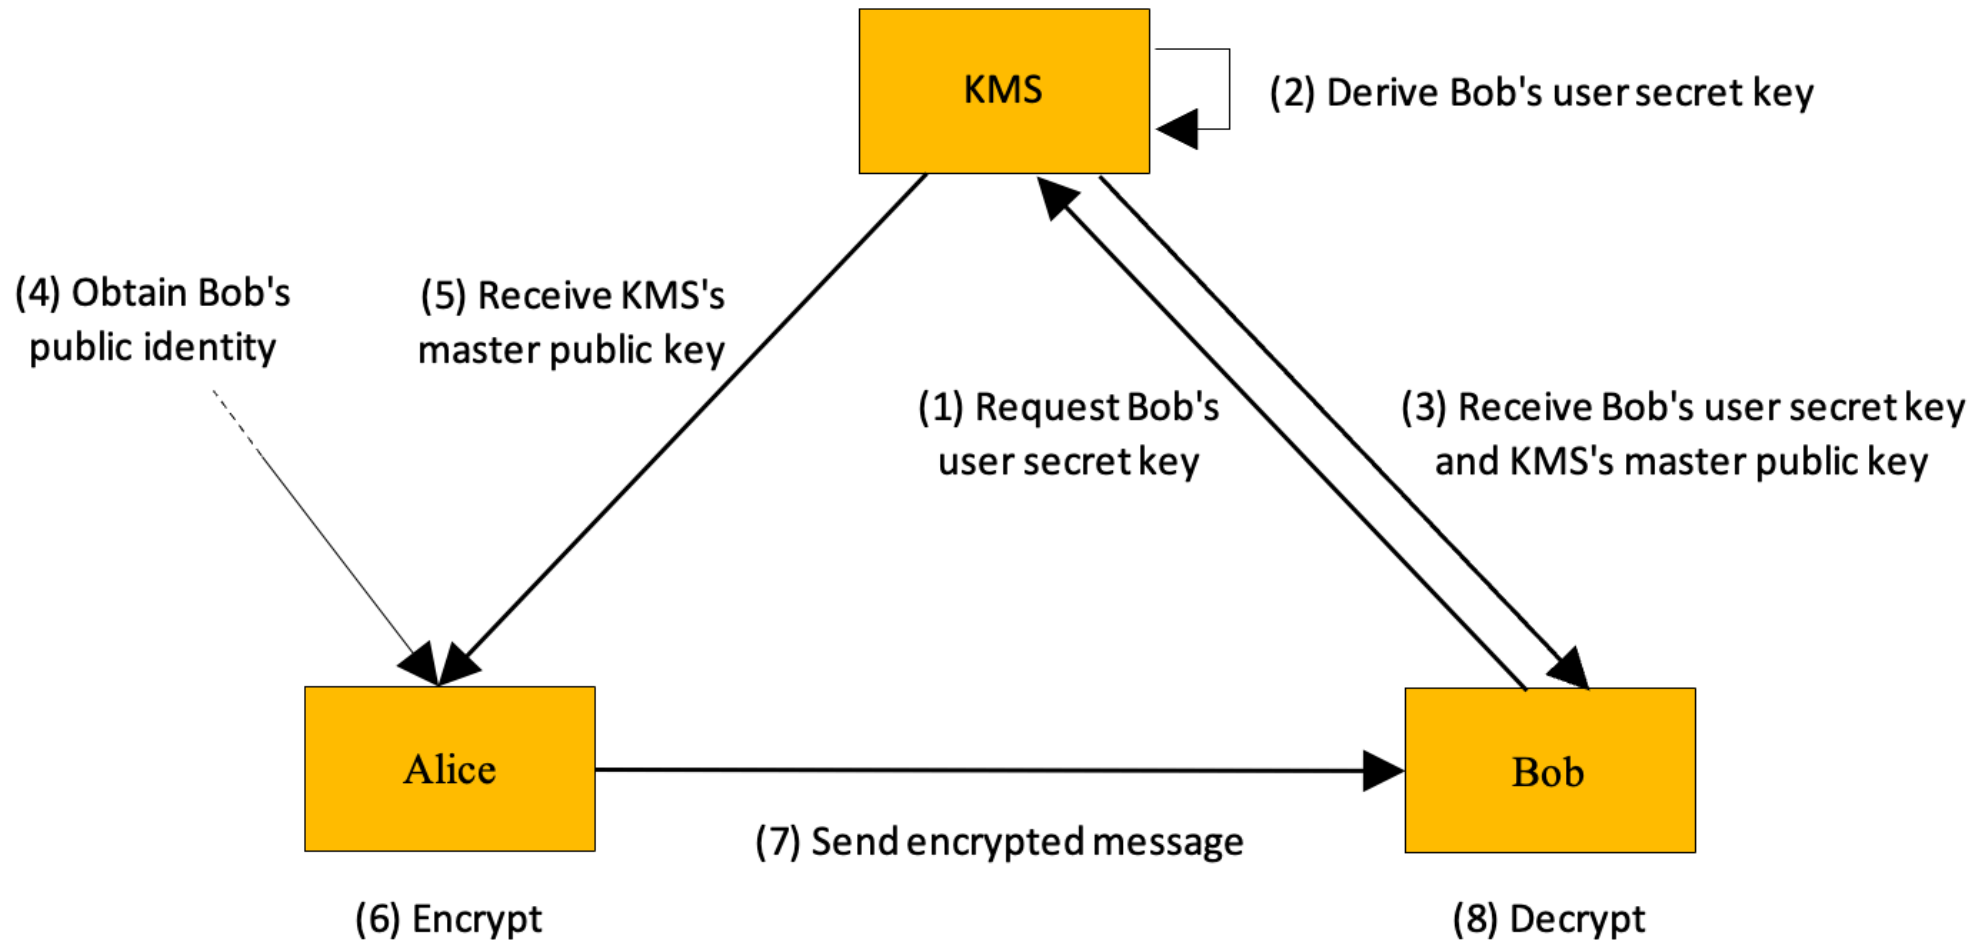 KMS
(2) Derive Bob's user secret key
(4) Obtain Bob's
public identity
(5) Receive KMS's
master public key
(1) Request Bob's
user secret key
(3) Receive Bob's user secret key
and KMS's master public key
Alice
Bob
(7) Send encrypted message
(6) Encrypt
(8) Decrypt